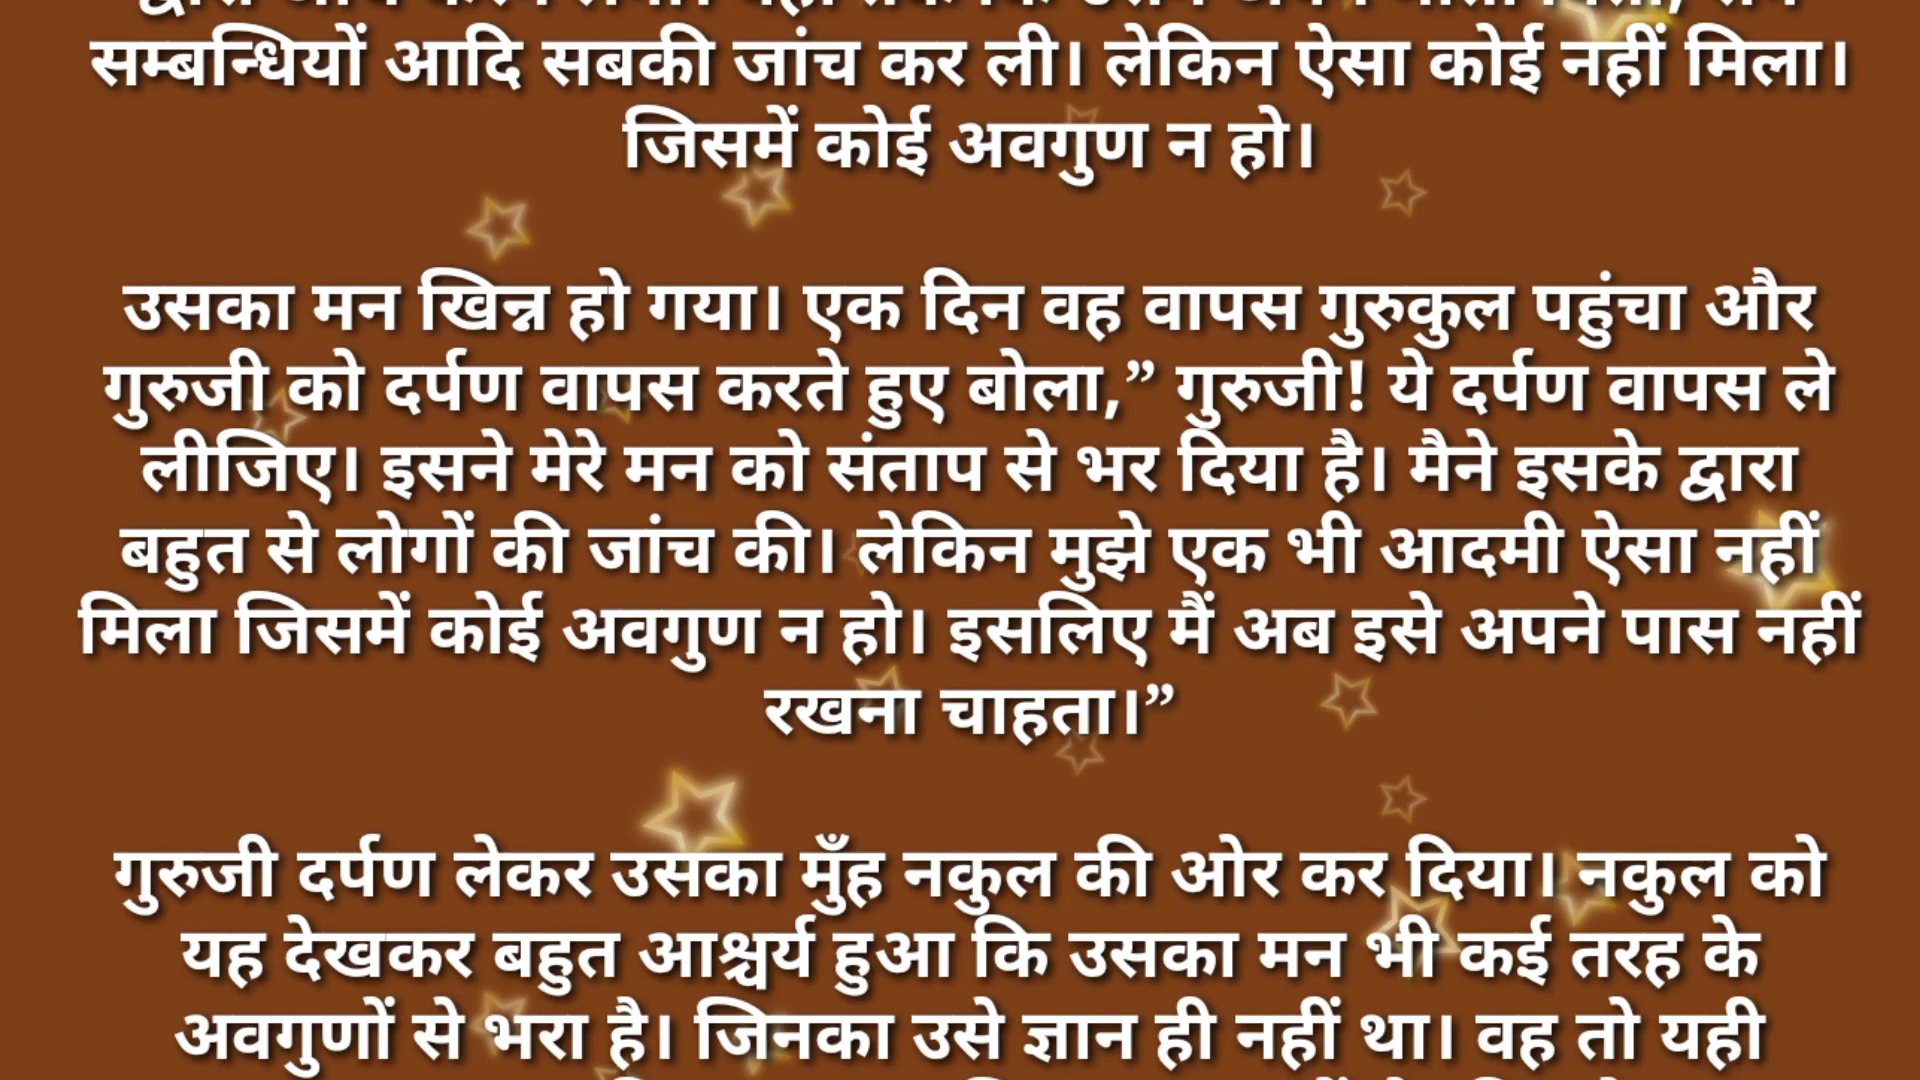 सम्बन्धियों आदि सबकी जांच कर ली। लेकिन ऐसा कोई नहीं मिला।
जिसमें कोई अवगुण न हो।
उसका मन खिन्न हो गया। एक दिन वह वापस गुरुकुल पहुंचा और
गुरुजी को दर्पण वापस करते हुए बोला,” गुरुजी! ये दर्पण वापस ले
लीजिए। इसने मेरे मन को संताप से भर दिया है। मैने इसके द्वारा
बहुत से लोगों की जांच की। लेकिन मुझे एक भी आदमी ऐसा नहीं
मिला जिसमें कोई अवगुण न हो। इसलिए मैं अब इसे अपने पास नहीं
रखना चाहता।”
गुरुजी दर्पण लेकर उसका मुँह नकुल की ओर कर दिया। नकुल को
यह देखकर बहुत आश्चर्य हुआ कि उसका मन भी कई तरह के
अवगुणों से भरा है। जिनका उसे ज्ञान ही नहीं था। वह तो यही